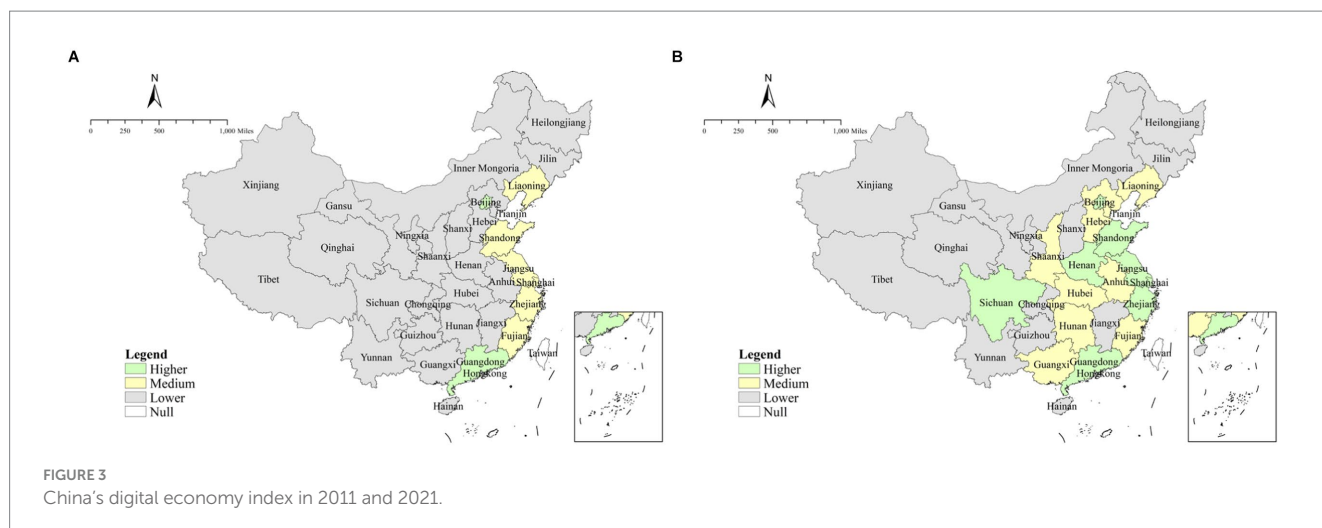 A
B
N
N
0 250 500 1,000 Miles
0 250 500 1,000 Miles
Heilongjiang
Jilin
Inner Mongoria
Liaoning
Xinjiang
Gansu
Beijing
Tianjin
Hebei
Shanxi
Ningxia
Shandong
Qinghai
Shaanxi
Henan
Jiangsu
Tibet
Anhui
Shanghai
Hubei
Sichuan
Chongqing
Zhejiang
Hunan
Jiangxi
Guizhou
Fujian
Yunnan
Taiwan
Guangxi
Guangdong
Hongkong
Hainan
Legend
Higher
Medium
Lower
Null
Heilongjiang
Jilin
Inner Mongoria
Liaoning
Xinjiang
Gansu
Beijing
Tianjin
Hebei
Shanxi
Ningxia
Shandong
Qinghai
Shaanxi
Henan
Jiangsu
Tibet
Anhui
Shanghai
Hubei
Sichuan
Chongqing
Zhejiang
Hunan
Jiangxi
Guizhou
Fujian
Yunnan
Taiwan
Guangxi
Guangdong
Hongkong
Hainan
Legend
Higher
Medium
Lower
Null
FIGURE 3
China's digital economy index in 2011 and 2021.